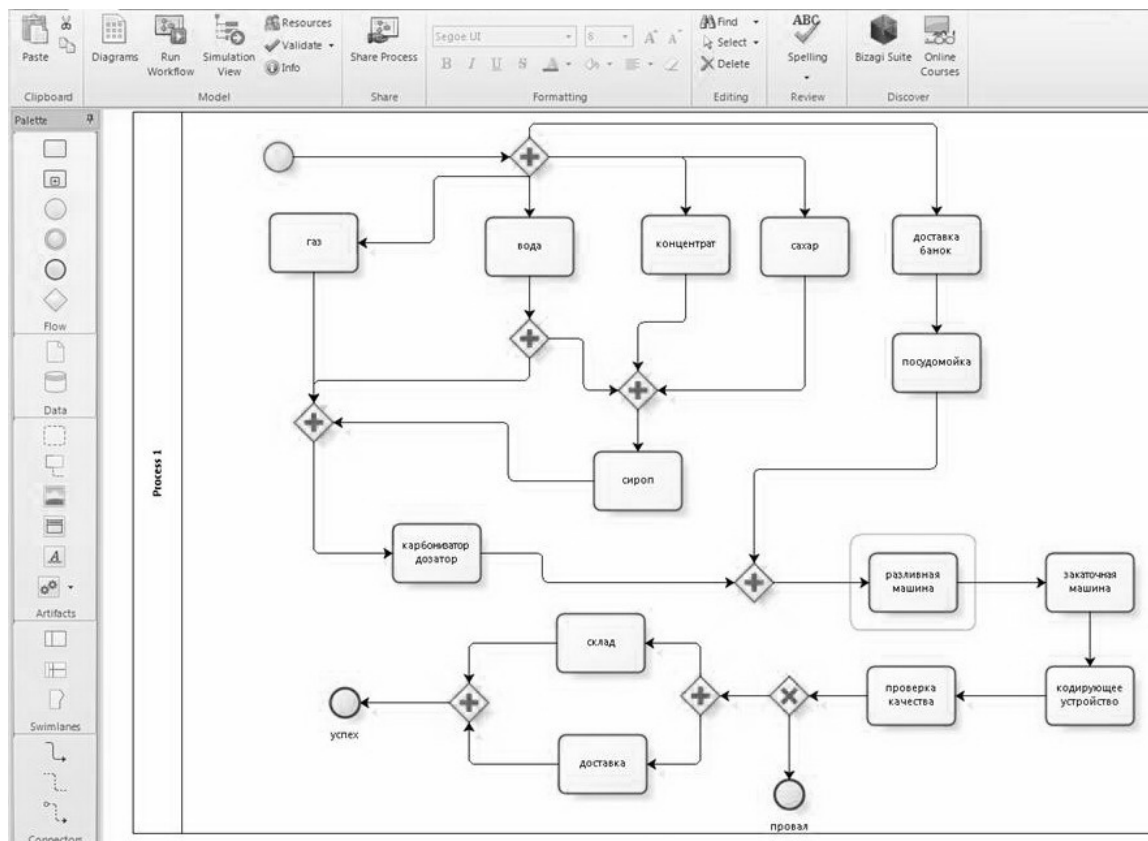 Paste
Clipboard
Diagrams
Run
Workflow
Simulation
View
Resources
Validate
Info
Model
Share Process
Share
Segoe UI
8
A A
B I U S A
Formatting
Find
Select
Delete
Editing
ABC
Spelling
Review
Bizagi Suite
Online
Courses
Discover
Palette
Flow
Data
A
Artifacts
Swimlanes
Connectors
Process 1
газ
вода
концентрат
сахар
доставка
банок
посудомойка
сироп
карбонизатор
дозатор
разливная
машина
закаточная
машина
склад
проверка
качества
кодирующее
устройство
успех
доставка
провал